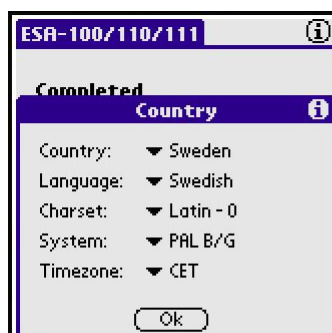 ESA-100/110/111
Completed
Country
Country: Sweden
Language: Swedish
Charset: Latin - 0
System: PAL B/G
Timezone: CET
Ok